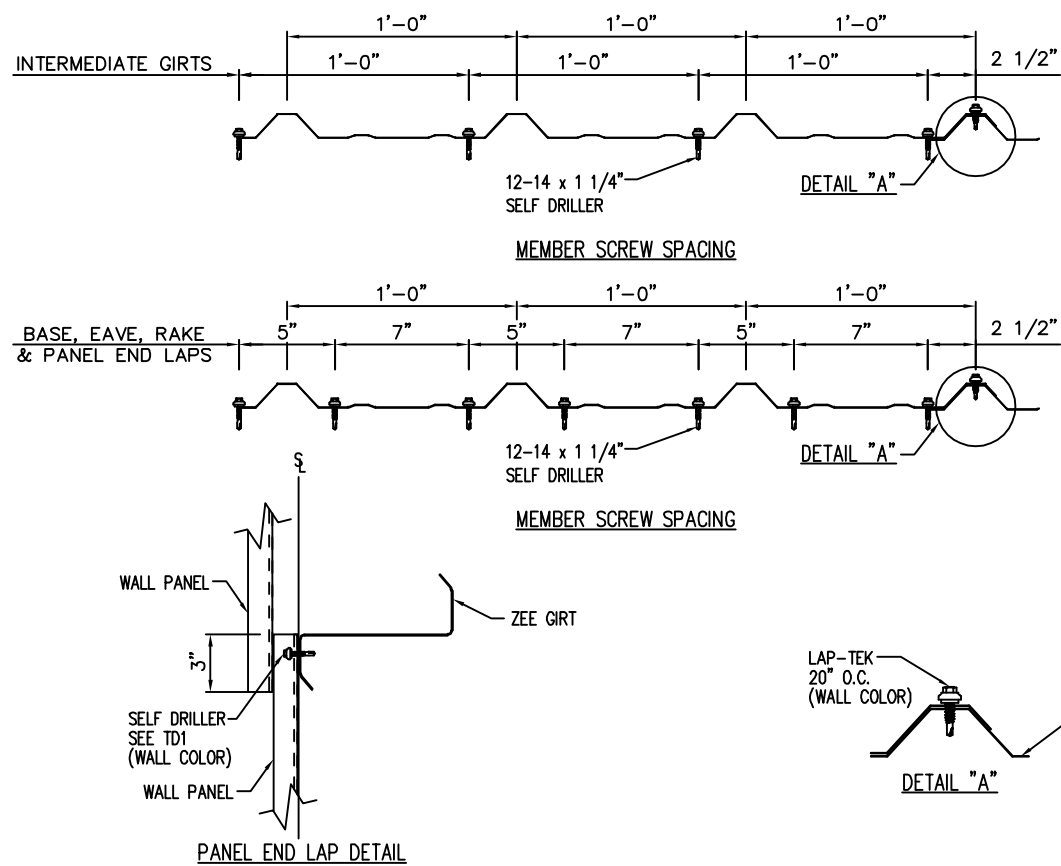 1'-0" 1'-0" 1'-0"
INTERMEDIATE GIRTS 1'-0" 1'-0" 1'-0" 2 1/2"
12-14 x 1 1/4"
SELF DRILLER
DETAIL "A"
MEMBER SCREW SPACING
1'-0" 1'-0" 1'-0"
BASE, EAVE, RAKE
& PANEL END LAPS
5" 7" 5" 7" 5" 7" 2 1/2"
12-14 x 1 1/4"
SELF DRILLER
DETAIL "A"
MEMBER SCREW SPACING
WALL PANEL
ZEE GIRT
3"
SELF DRILLER
SEE TD1
(WALL COLOR)
WALL PANEL
PANEL END LAP DETAIL
LAP-TEK
20" O.C.
(WALL COLOR)
DETAIL "A"